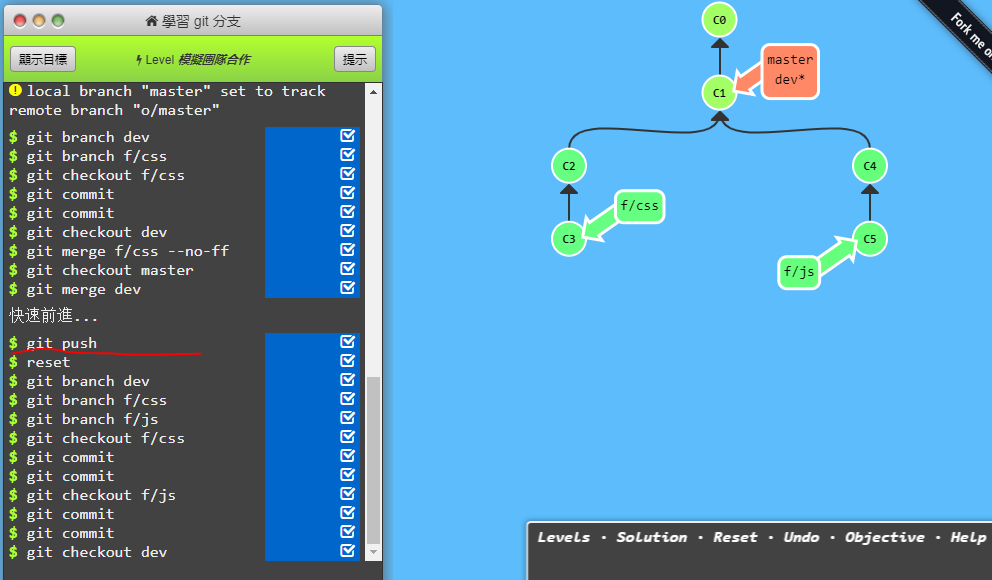 學習 git 分支
顯示目標
Level 模擬團隊合作
提示
local branch "master" set to track
remote branch "o/master"
$ git branch dev
$ git branch f/css
$ git checkout f/css
$ git commit
$ git commit
$ git checkout dev
$ git merge f/css --no-ff
$ git checkout master
$ git merge dev
快速前進...
$ git push
$ reset
$ git branch dev
$ git branch f/css
$ git branch f/js
$ git checkout f/css
$ git commit
$ git commit
$ git checkout f/js
$ git commit
$ git commit
$ git checkout dev
C0
C1
master
dev*
C2
C4
C3
f/css
C5
f/js
Fork me on
Levels · Solution · Reset · Undo · Objective · Help